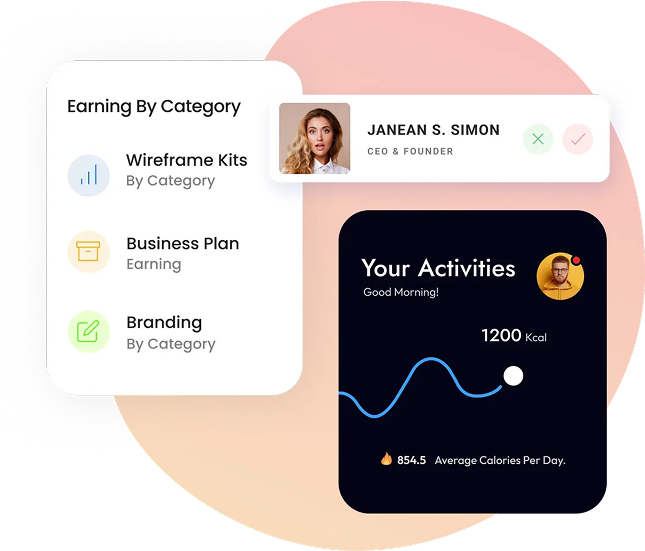 Earning By Category
Wireframe Kits
By Category
Business Plan
Earning
Branding
By Category
JANEAN S. SIMON
CEO & FOUNDER
Your Activities
Good Morning!
1200 Kcal
854.5 Average Calories Per Day.